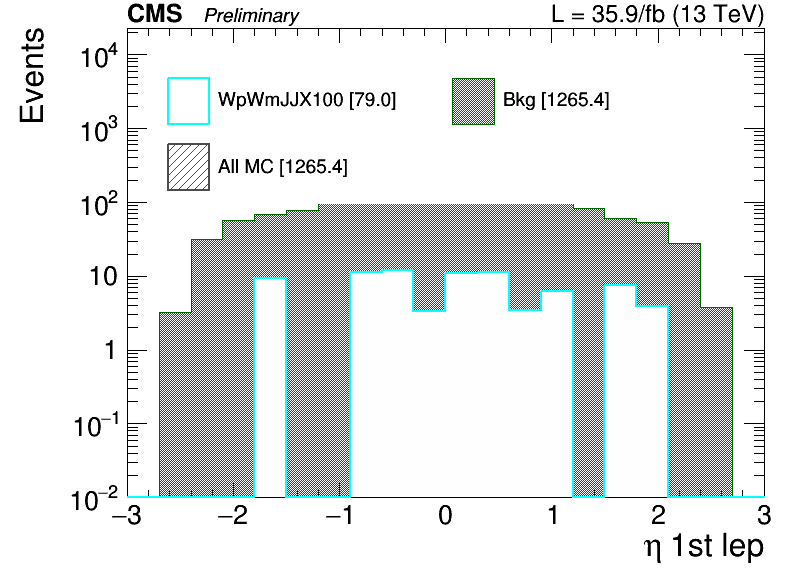 CMS Preliminary L = 35.9/fb (13 TeV)
Events
10⁴
10³
10²
10
1
10⁻¹
10⁻²
WpWmJJX100 [79.0]
Bkg [1265.4]
All MC [1265.4]
−3 −2 −1 0 1 2 3
η 1st lep